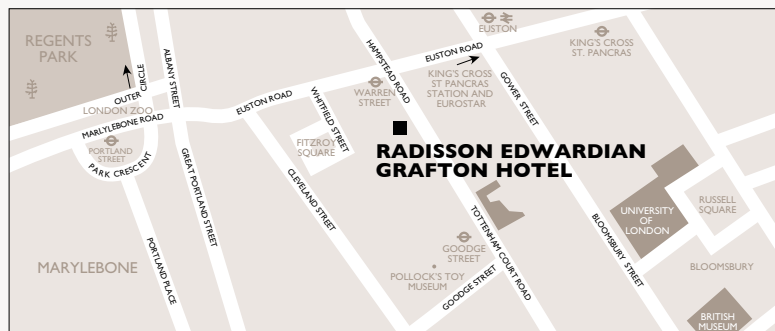 REGENTS
PARK
OUTER CIRCLE
LONDON ZOO
ALBANY STREET
MARLYLEBONE ROAD
PORTLAND
STREET
PARK CRESCENT
GREAT PORTLAND STREET
PORTLAND PLACE
MARYLEBONE
EUSTON ROAD
WHITFIELD STREET
FITZROY
SQUARE
CLEVELAND STREET
HAMPSTEAD ROAD
WARREN
STREET
EUSTON
EUSTON ROAD
KING'S CROSS
ST PANCRAS
STATION AND
EUROSTAR
KING'S CROSS
ST. PANCRAS
GOWER STREET
RADISSON EDWARDIAN
GRAFTON HOTEL
TOTTENHAM COURT ROAD
GOODGE
STREET
POLLOCK'S TOY
MUSEUM
GOODGE STREET
BLOOMSBURY STREET
UNIVERSITY
OF
LONDON
RUSSELL
SQUARE
BLOOMSBURY
BRITISH
MUSEUM